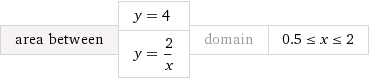 area between
y = 4
y = 2/x
domain
0.5 ≤ x ≤ 2